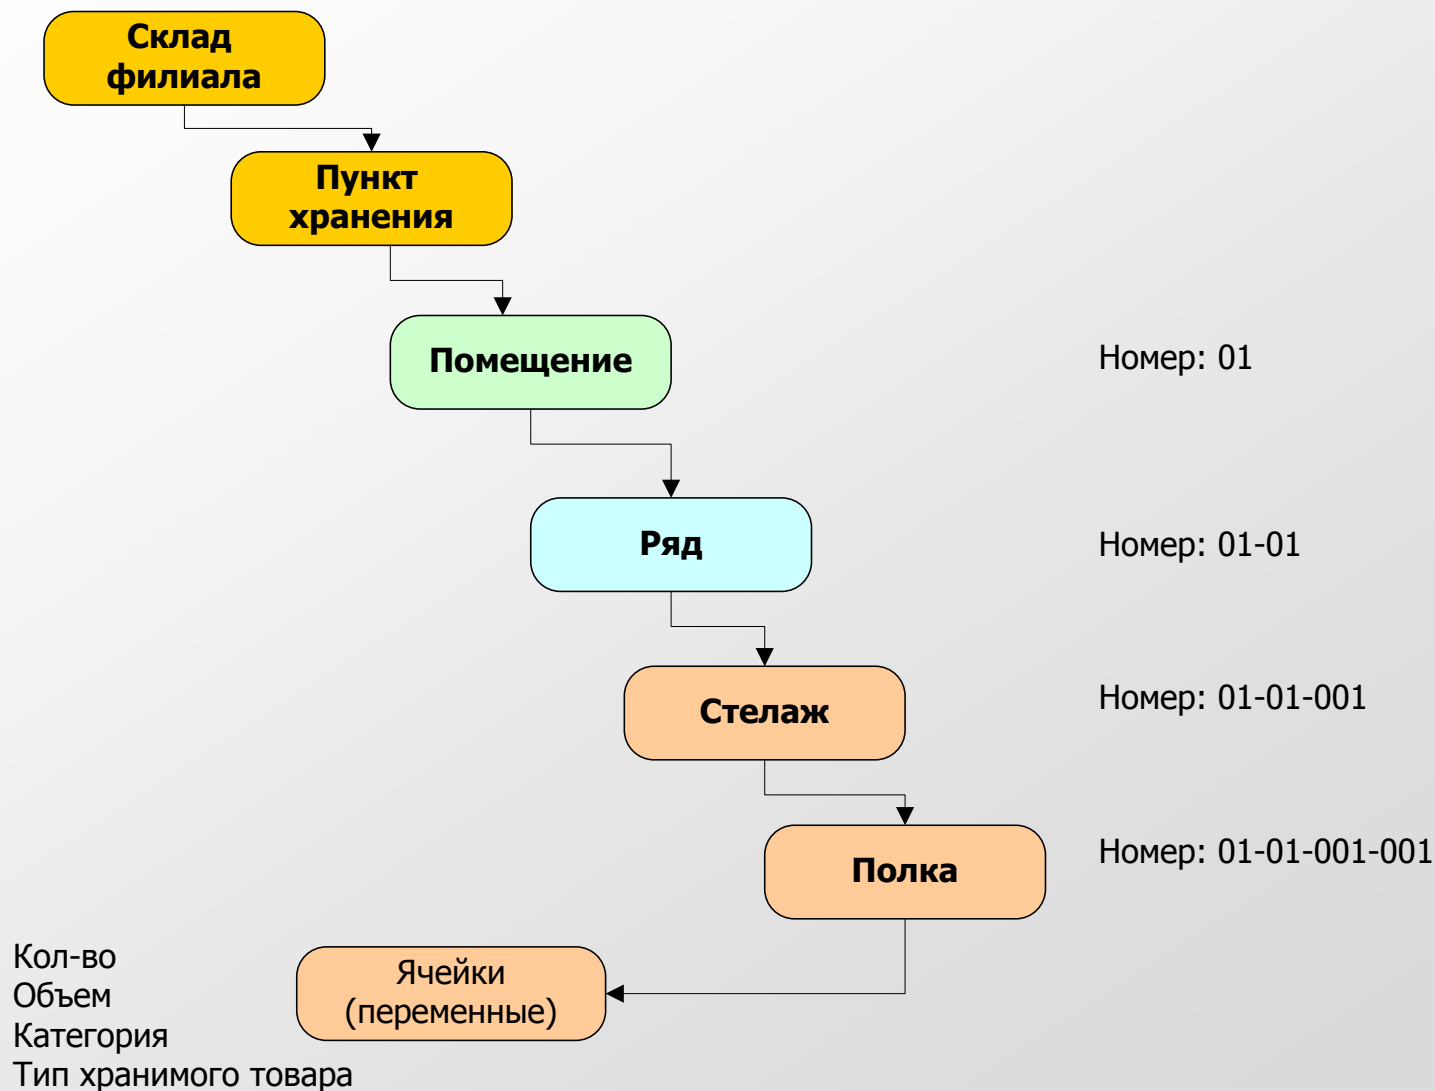 Склад
филиала
Пункт
хранения
Помещение
Номер: 01
Ряд
Номер: 01-01
Стелаж
Номер: 01-01-001
Полка
Номер: 01-01-001-001
Ячейки
(переменные)
Кол-во
Объем
Категория
Тип хранимого товара